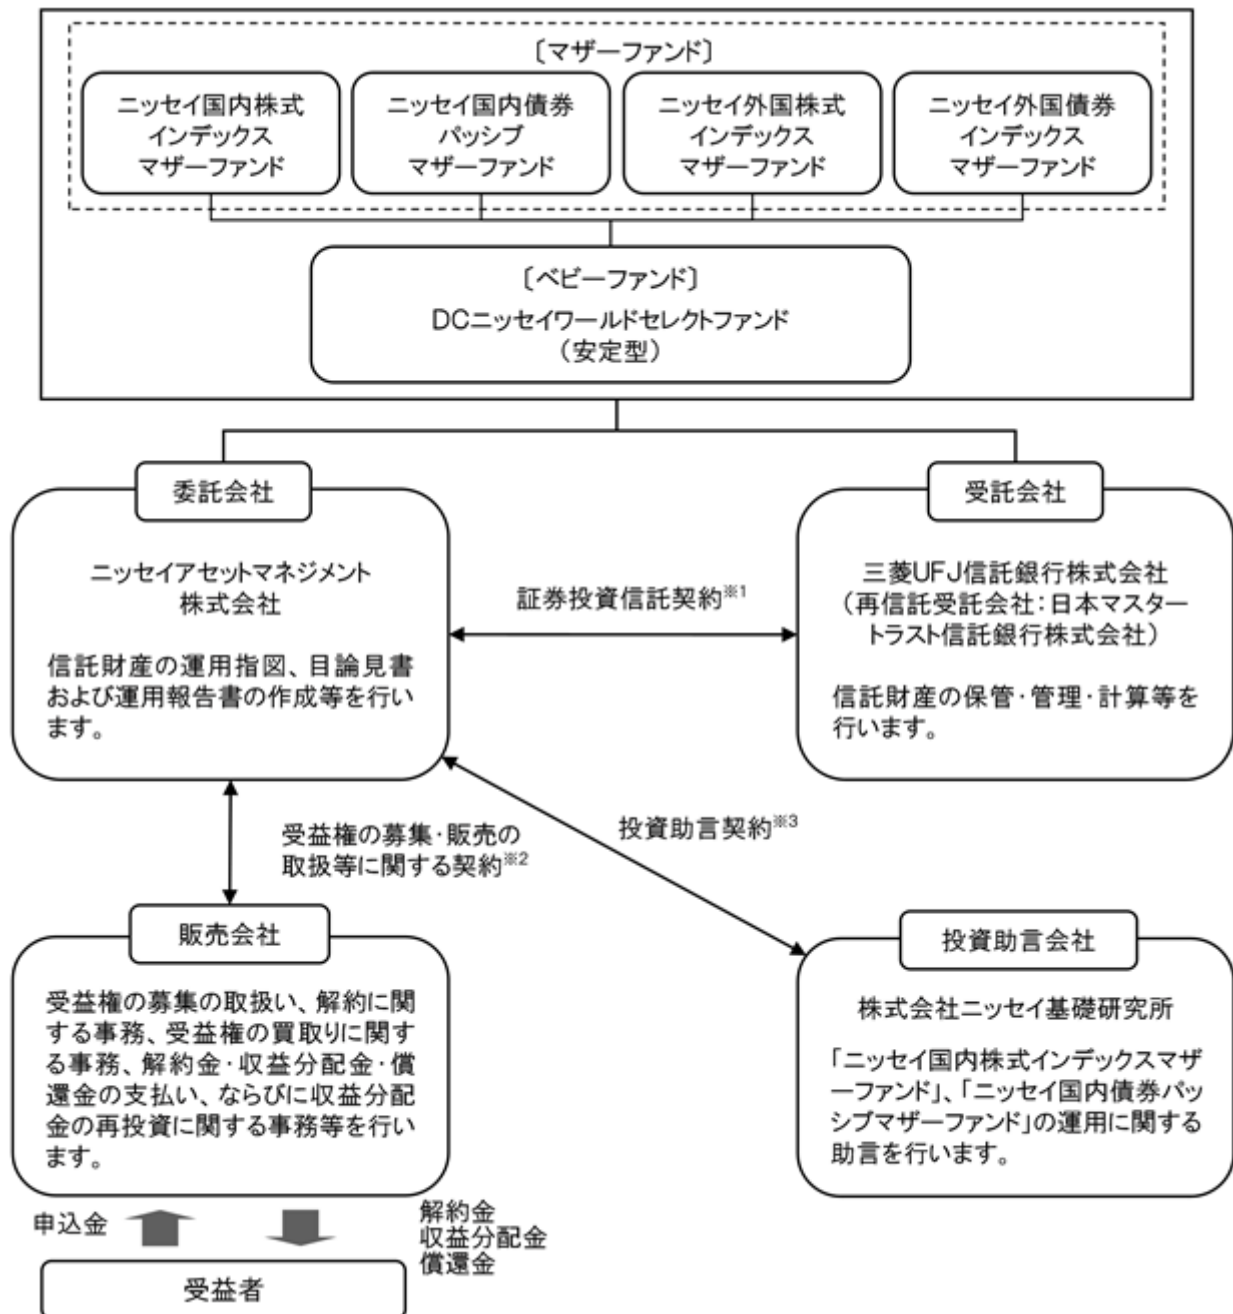 〔マザーファンド〕
ニッセイ国内株式
インデックス
マザーファンド
ニッセイ国内債券
パッシブ
マザーファンド
ニッセイ外国株式
インデックス
マザーファンド
ニッセイ外国債券
インデックス
マザーファンド
〔ベビーファンド〕
DCニッセイワールドセレクトファンド
（安定型）
委託会社
ニッセイアセットマネジメント
株式会社
信託財産の運用指図、目論見書
および運用報告書の作成等を行い
ます。
証券投資信託契約※1
受託会社
三菱UFJ信託銀行株式会社
（再信託受託会社：日本マスター
トラスト信託銀行株式会社）
信託財産の保管・管理・計算等を
行います。
受益権の募集・販売の
取扱等に関する契約※2
投資助言契約※3
販売会社
受益権の募集の取扱い、解約に関
する事務、受益権の買取りに関す
る事務、解約金・収益分配金・償
還金の支払い、ならびに収益分配
金の再投資に関する事務等を行い
ます。
投資助言会社
株式会社ニッセイ基礎研究所
「ニッセイ国内株式インデックスマザ
ーファンド」、「ニッセイ国内債券パッ
シブマザーファンド」の運用に関する
助言を行います。
申込金
解約金
収益分配金
償還金
受益者